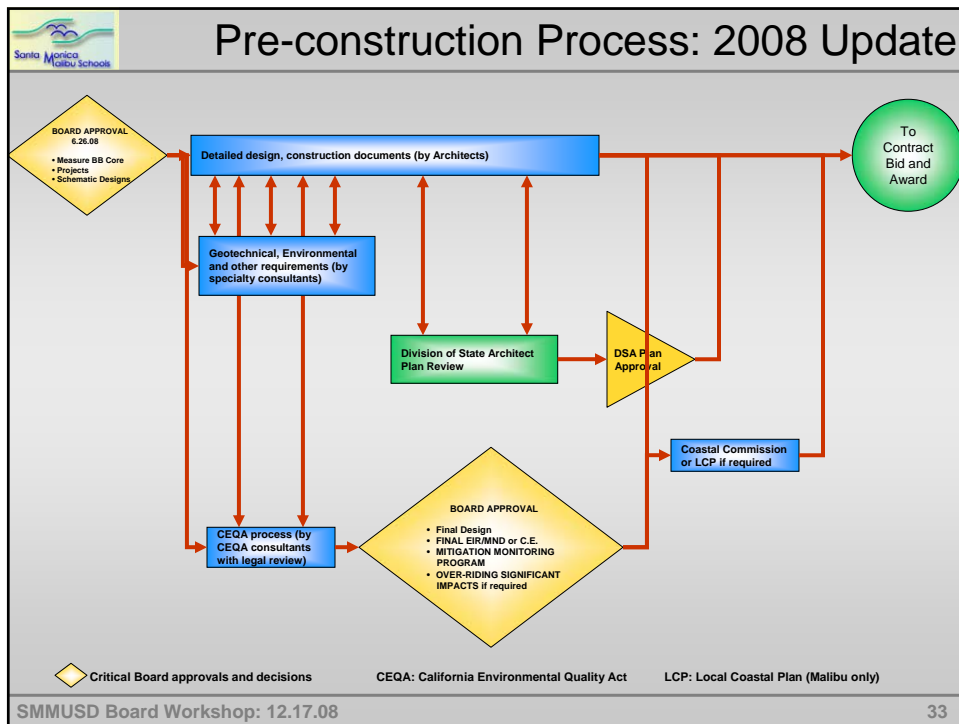 Santa Monica
Malibu Schools
Pre-construction Process: 2008 Update
BOARD APPROVAL
6.26.08
• Measure BB Core
• Projects
• Schematic Designs
Detailed design, construction documents (by Architects)
To
Contract
Bid and
Award
Geotechnical, Environmental
and other requirements (by
specialty consultants)
Division of State Architect
Plan Review
DSA Plan
Approval
Coastal Commission
or LCP if required
CEQA process (by
CEQA consultants
with legal review)
BOARD APPROVAL
• Final Design
• FINAL EIR/MND or C.E.
• MITIGATION MONITORING
PROGRAM
• OVER-RIDING SIGNIFICANT
IMPACTS if required
Critical Board approvals and decisions
CEQA: California Environmental Quality Act
LCP: Local Coastal Plan (Malibu only)
SMMUSD Board Workshop: 12.17.08
33